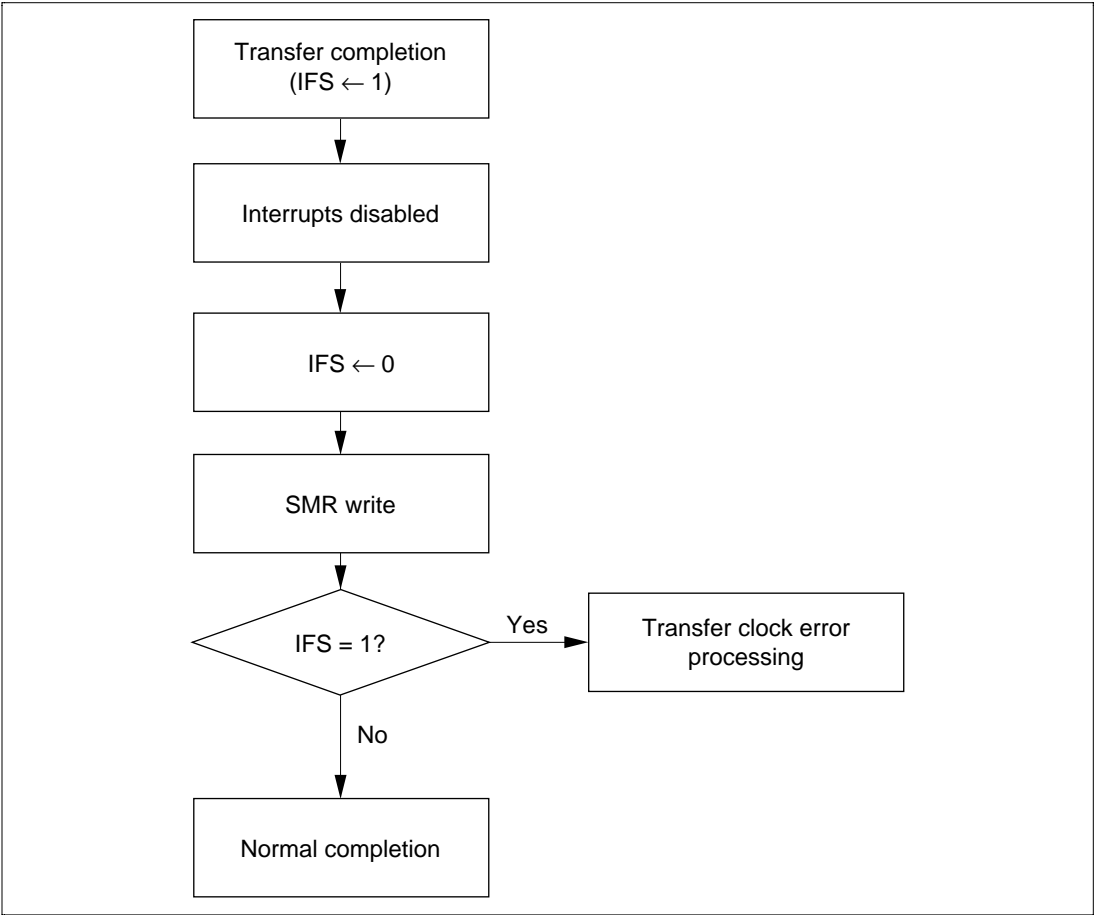 Transfer completion
(IFS ← 1)
Interrupts disabled
IFS ← 0
SMR write
IFS = 1?
Yes
Transfer clock error
processing
No
Normal completion